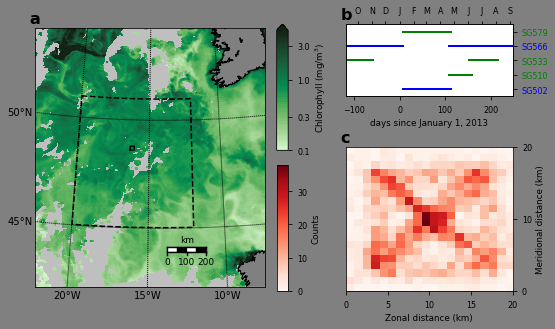 a
50°N
45°N
20°W 15°W 10°W
km
0 100 200
3.0
1.0
0.3
0.1
Chlorophyll (mg/m³)
30
20
10
0
Counts
b
O N D J F M A M J J A S
SG579
SG566
SG533
SG510
SG502
−100 0 100 200
days since January 1, 2013
c
20
10
0
Meridional distance (km)
0 5 10 15 20
Zonal distance (km)